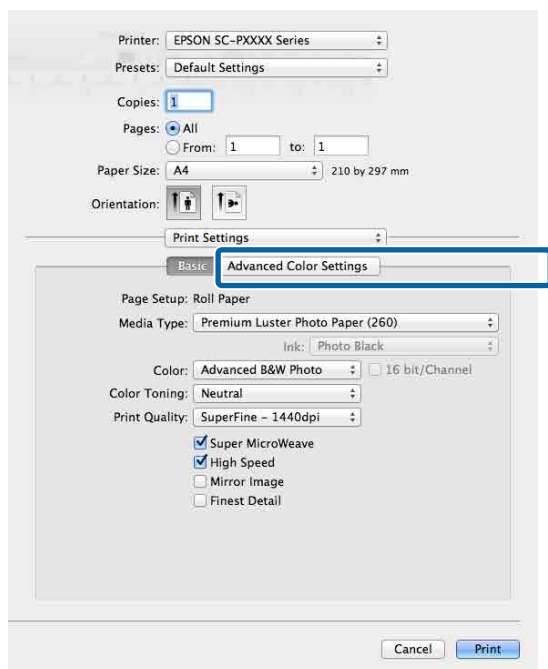 Printer: EPSON SC-PXXXX Series
Presets: Default Settings
Copies: 1
Pages: All
From: 1 to: 1
Paper Size: A4 210 by 297 mm
Orientation:
Print Settings
Basic Advanced Color Settings
Page Setup: Roll Paper
Media Type: Premium Luster Photo Paper (260)
Ink: Photo Black
Color: Advanced B&W Photo 16 bit/Channel
Color Toning: Neutral
Print Quality: SuperFine - 1440dpi
Super MicroWeave
High Speed
Mirror Image
Finest Detail
Cancel Print